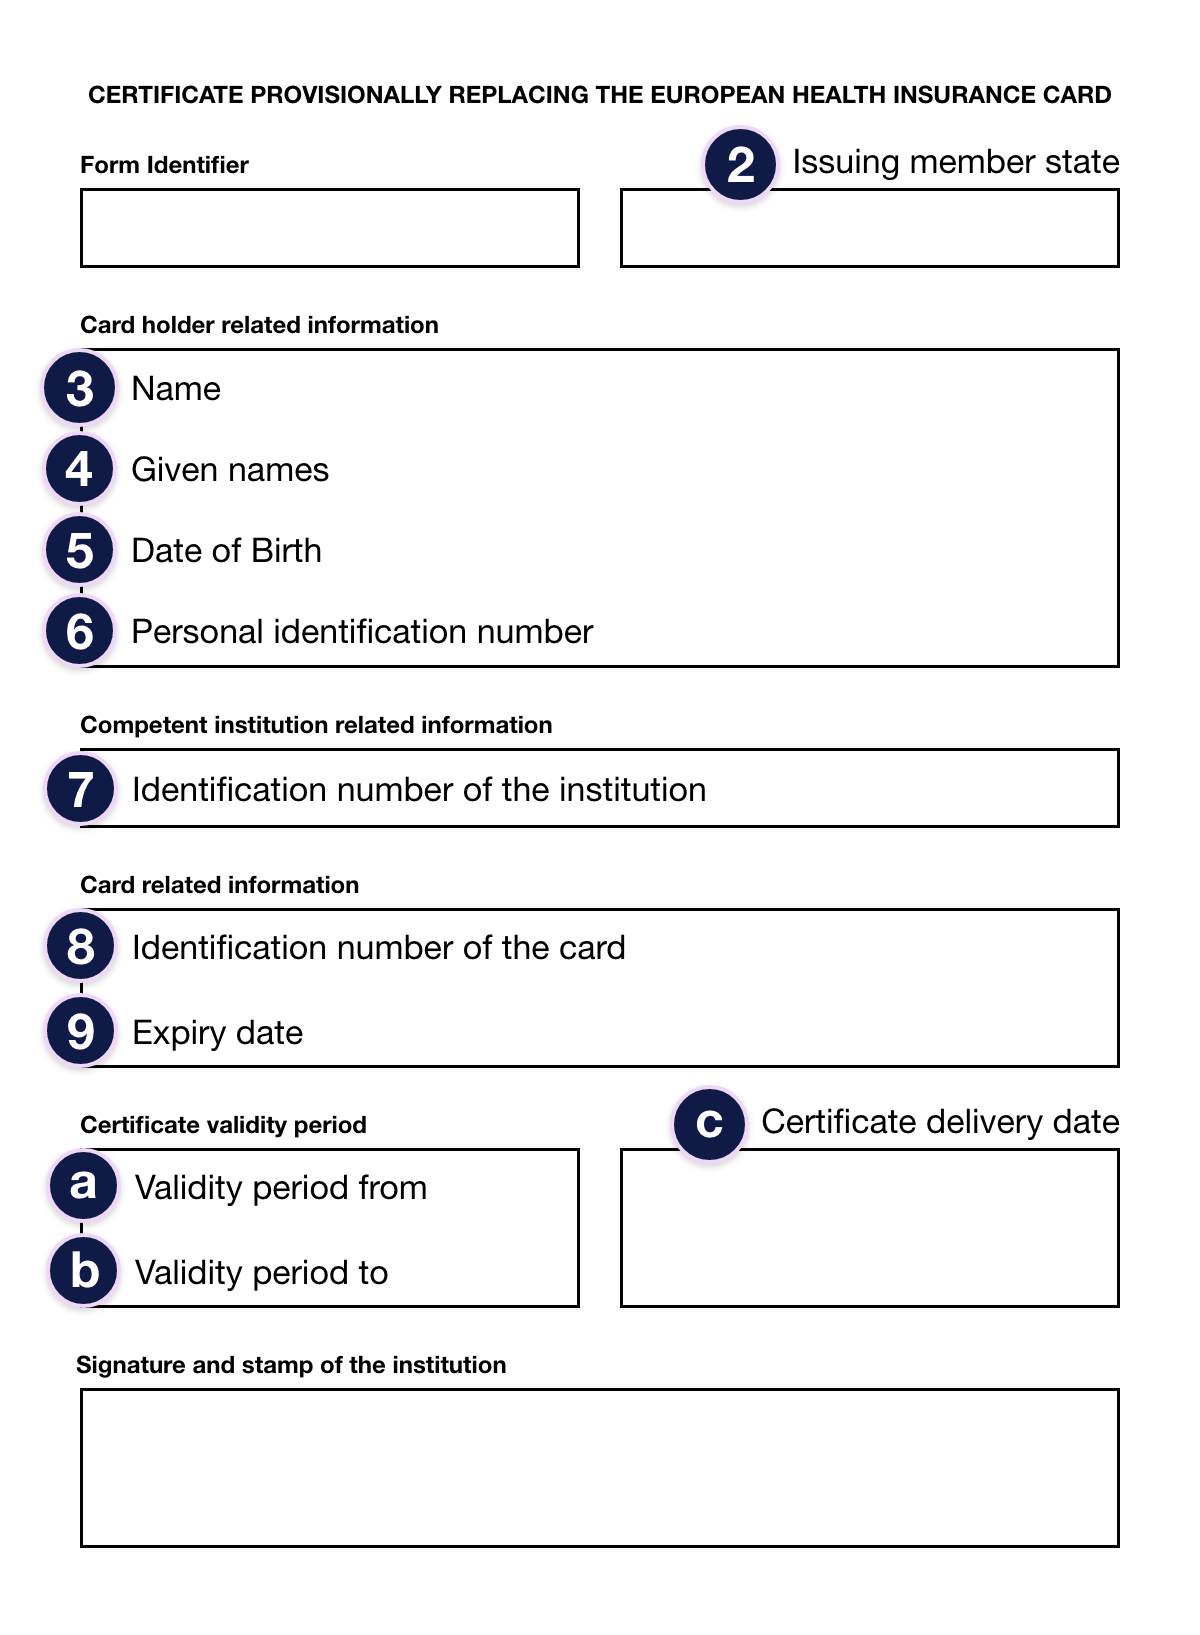 CERTIFICATE PROVISIONALLY REPLACING THE EUROPEAN HEALTH INSURANCE CARD
Form Identifier
2 Issuing member state
Card holder related information
3 Name
4 Given names
5 Date of Birth
6 Personal identification number
Competent institution related information
7 Identification number of the institution
Card related information
8 Identification number of the card
9 Expiry date
Certificate validity period
c Certificate delivery date
a Validity period from
b Validity period to
Signature and stamp of the institution